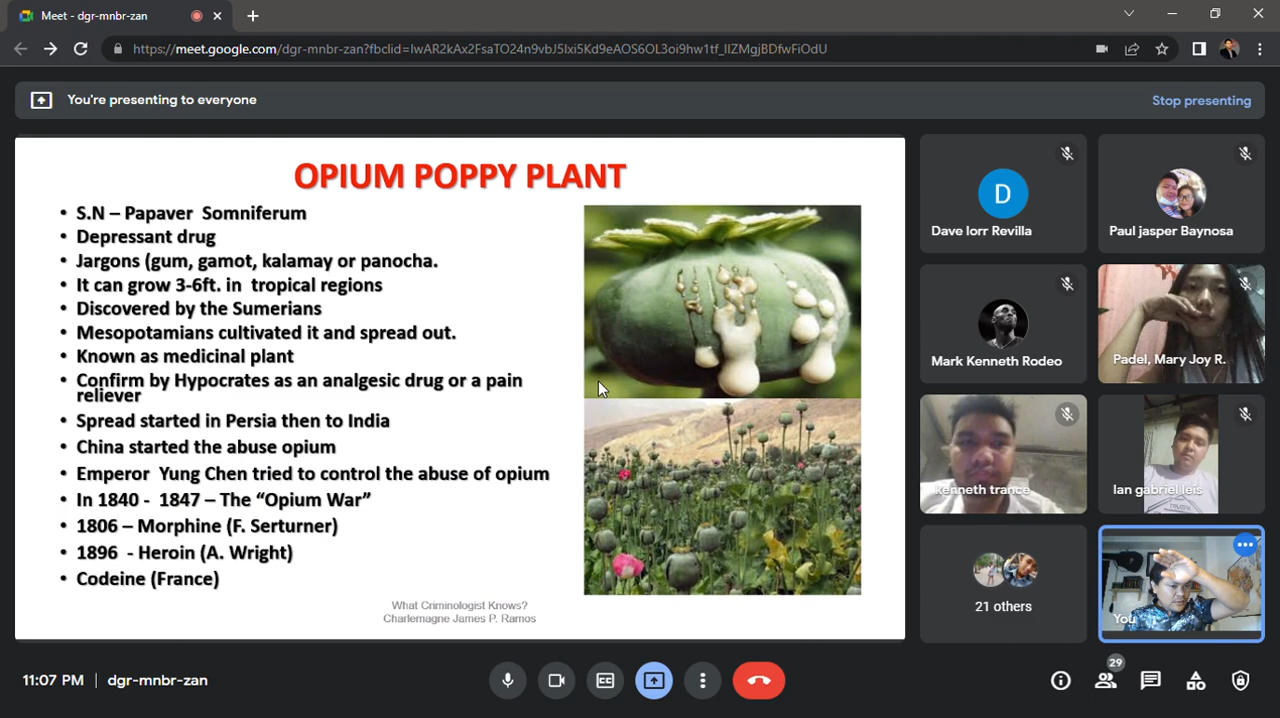 Meet - dgr-mnbr-zan
https://meet.google.com/dgr-mnbr-zan?fbclid=IwAR2kAx2FsaTO24n9vbJ5lxi5Kd9eAOS6OL3oi9hw1tf_lIZMgjBDfwFiOdU
You're presenting to everyone
Stop presenting
OPIUM POPPY PLANT
• S.N – Papaver Somniferum
• Depressant drug
• Jargons (gum, gamot, kalamay or panocha.
• It can grow 3-6ft. in tropical regions
• Discovered by the Sumerians
• Mesopotamians cultivated it and spread out.
• Known as medicinal plant
• Confirm by Hypocrates as an analgesic drug or a pain
reliever
• Spread started in Persia then to India
• China started the abuse opium
• Emperor Yung Chen tried to control the abuse of opium
• In 1840 - 1847 – The “Opium War”
• 1806 – Morphine (F. Serturner)
• 1896 - Heroin (A. Wright)
• Codeine (France)
What Criminologist Knows?
Charlemagne James P. Ramos
D
Dave lorr Revilla
Paul jasper Baynosa
Mark Kenneth Rodeo
Padel, Mary Joy R.
kenneth trance
Ian gabriel leis
21 others
You
11:07 PM | dgr-mnbr-zan
29